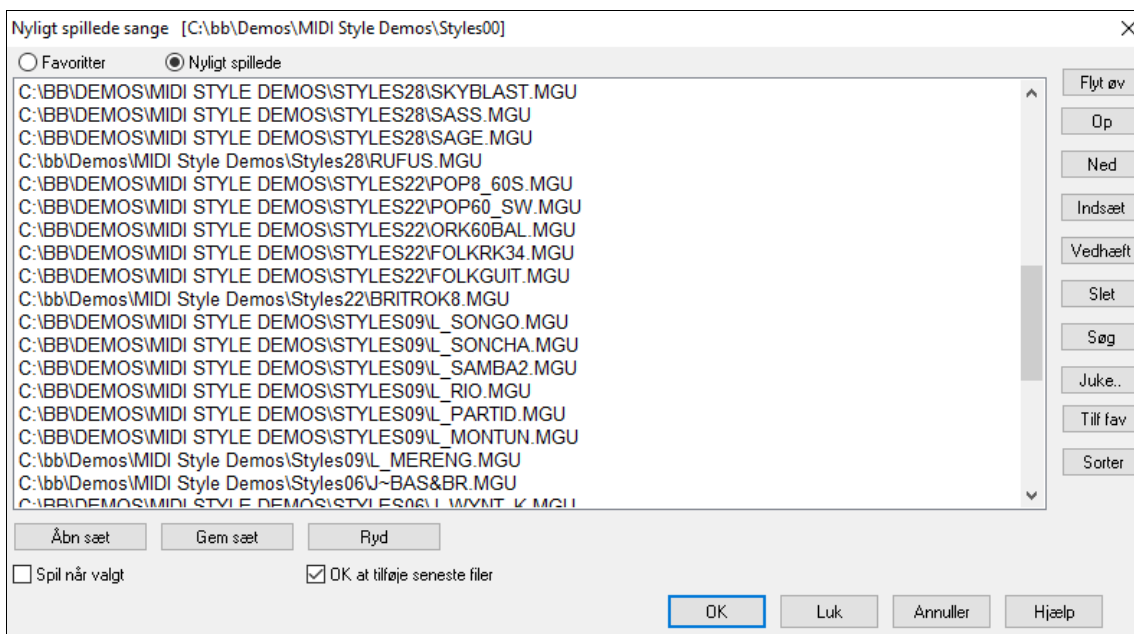 Nyligt spillede sange [C:\bb\Demos\MIDI Style Demos\Styles00]
Favoritter
Nyligt spillede
C:\BB\DEMOS\MIDI STYLE DEMOS\STYLES28\SKYBLAST.MGU
C:\BB\DEMOS\MIDI STYLE DEMOS\STYLES28\SASS.MGU
C:\BB\DEMOS\MIDI STYLE DEMOS\STYLES28\SAGE.MGU
C:\bb\Demos\MIDI Style Demos\Styles28\RUFUS.MGU
C:\BB\DEMOS\MIDI STYLE DEMOS\STYLES22\POP8_60S.MGU
C:\BB\DEMOS\MIDI STYLE DEMOS\STYLES22\POP60_SW.MGU
C:\BB\DEMOS\MIDI STYLE DEMOS\STYLES22\ORK60BAL.MGU
C:\BB\DEMOS\MIDI STYLE DEMOS\STYLES22\FOLKRK34.MGU
C:\BB\DEMOS\MIDI STYLE DEMOS\STYLES22\FOLKGUIT.MGU
C:\bb\Demos\MIDI Style Demos\Styles22\BRITROK8.MGU
C:\BB\DEMOS\MIDI STYLE DEMOS\STYLES09\L_SONGO.MGU
C:\BB\DEMOS\MIDI STYLE DEMOS\STYLES09\L_SONCHA.MGU
C:\BB\DEMOS\MIDI STYLE DEMOS\STYLES09\L_SAMBA2.MGU
C:\BB\DEMOS\MIDI STYLE DEMOS\STYLES09\L_RIO.MGU
C:\BB\DEMOS\MIDI STYLE DEMOS\STYLES09\L_PARTID.MGU
C:\BB\DEMOS\MIDI STYLE DEMOS\STYLES09\L_MONTUN.MGU
C:\bb\Demos\MIDI Style Demos\Styles09\L_MERENG.MGU
C:\bb\Demos\MIDI Style Demos\Styles06\J~BAS&BR.MGU
C:\BB\DEMOS\MIDI STYLE DEMOS\STYLES06\J_WYNT_K.MGU
Flyt øv
Op
Ned
Indsæt
Vedhæft
Slet
Søg
Juke..
Tilf fav
Sorter
Åbn sæt
Gem sæt
Ryd
Spil når valgt
OK at tilføje seneste filer
OK
Luk
Annuller
Hjælp